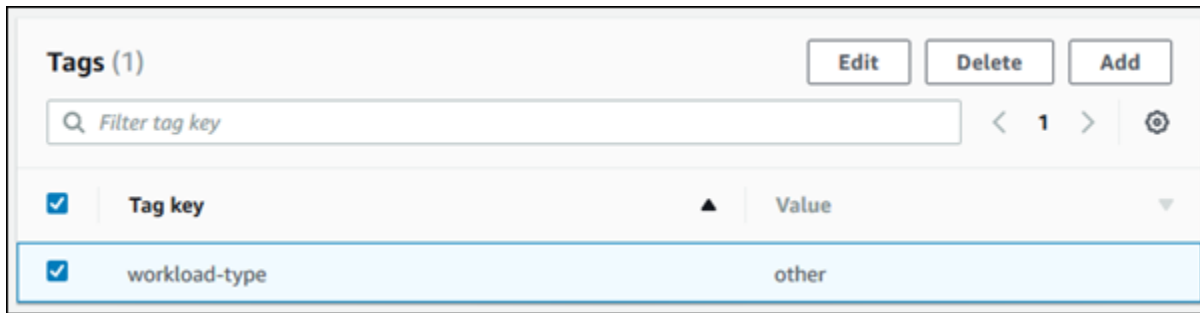 Tags (1) Edit Delete Add
Filter tag key 1
Tag key Value
workload-type other